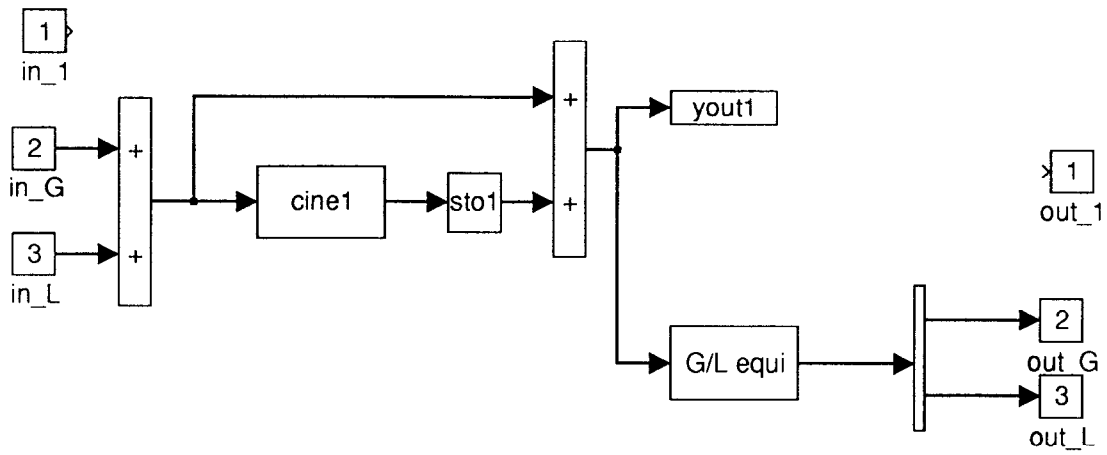 1
in_1
2
in_G
3
in_L
+
+
cine1
sto1
+
+
yout1
G/L equi
1
out_1
2
out_G
3
out_L